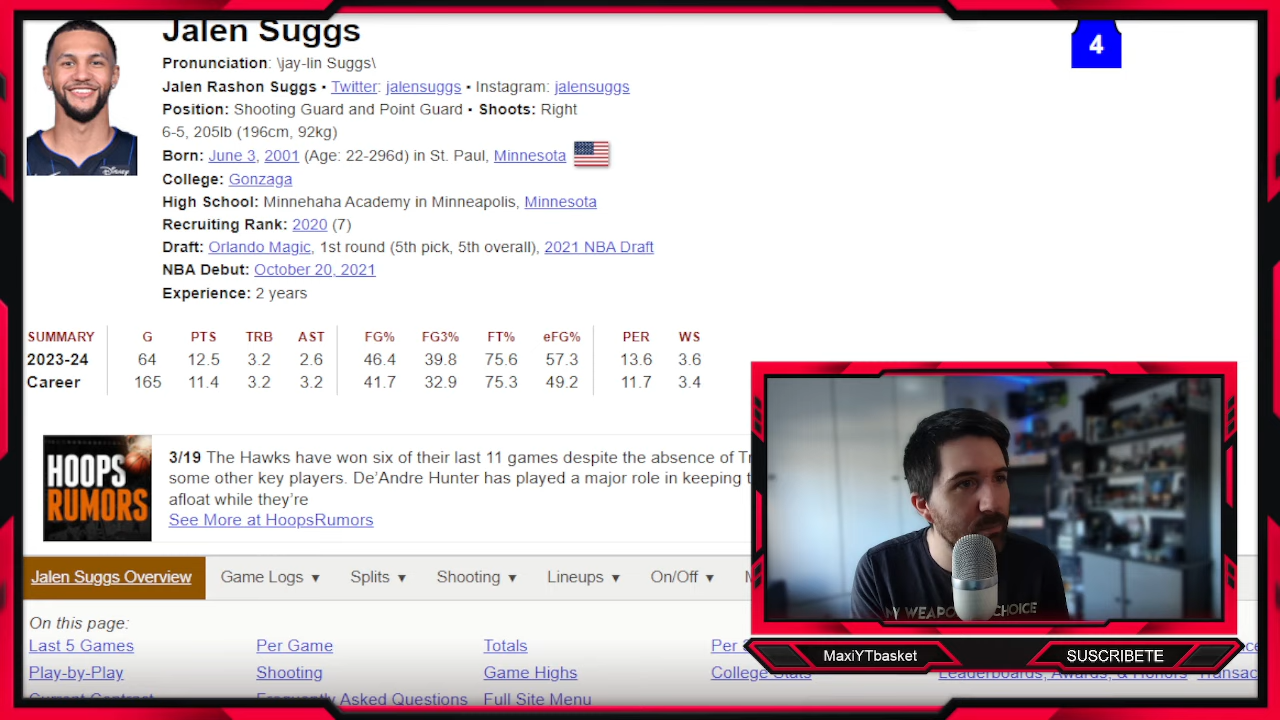 Jalen Suggs
4
Pronunciation: \jay-lin Suggs\
Jalen Rashon Suggs ▪ Twitter: jalensuggs ▪ Instagram: jalensuggs
Position: Shooting Guard and Point Guard ▪ Shoots: Right
6-5, 205lb (196cm, 92kg)
Born: June 3, 2001 (Age: 22-296d) in St. Paul, Minnesota
College: Gonzaga
High School: Minnehaha Academy in Minneapolis, Minnesota
Recruiting Rank: 2020 (7)
Draft: Orlando Magic, 1st round (5th pick, 5th overall), 2021 NBA Draft
NBA Debut: October 20, 2021
Experience: 2 years
Disney
SUMMARY G PTS TRB AST FG% FG3% FT% eFG% PER WS
2023-24 64 12.5 3.2 2.6 46.4 39.8 75.6 57.3 13.6 3.6
Career 165 11.4 3.2 3.2 41.7 32.9 75.3 49.2 11.7 3.4
HOOPS
RUMORS
3/19 The Hawks have won six of their last 11 games despite the absence of
some other key players. De’Andre Hunter has played a major role in keeping
afloat while they’re
See More at HoopsRumors
Jalen Suggs Overview Game Logs ▼ Splits ▼ Shooting ▼ Lineups ▼ On/Off ▼
On this page:
Last 5 Games Per Game Totals Per
Play-by-Play Shooting Game Highs College Stats Leaderboards, Awards, & Honors
Current Contract Frequently Asked Questions Full Site Menu
MY WEAPON CHOICE
MaxiYTbasket
SUSCRIBETE